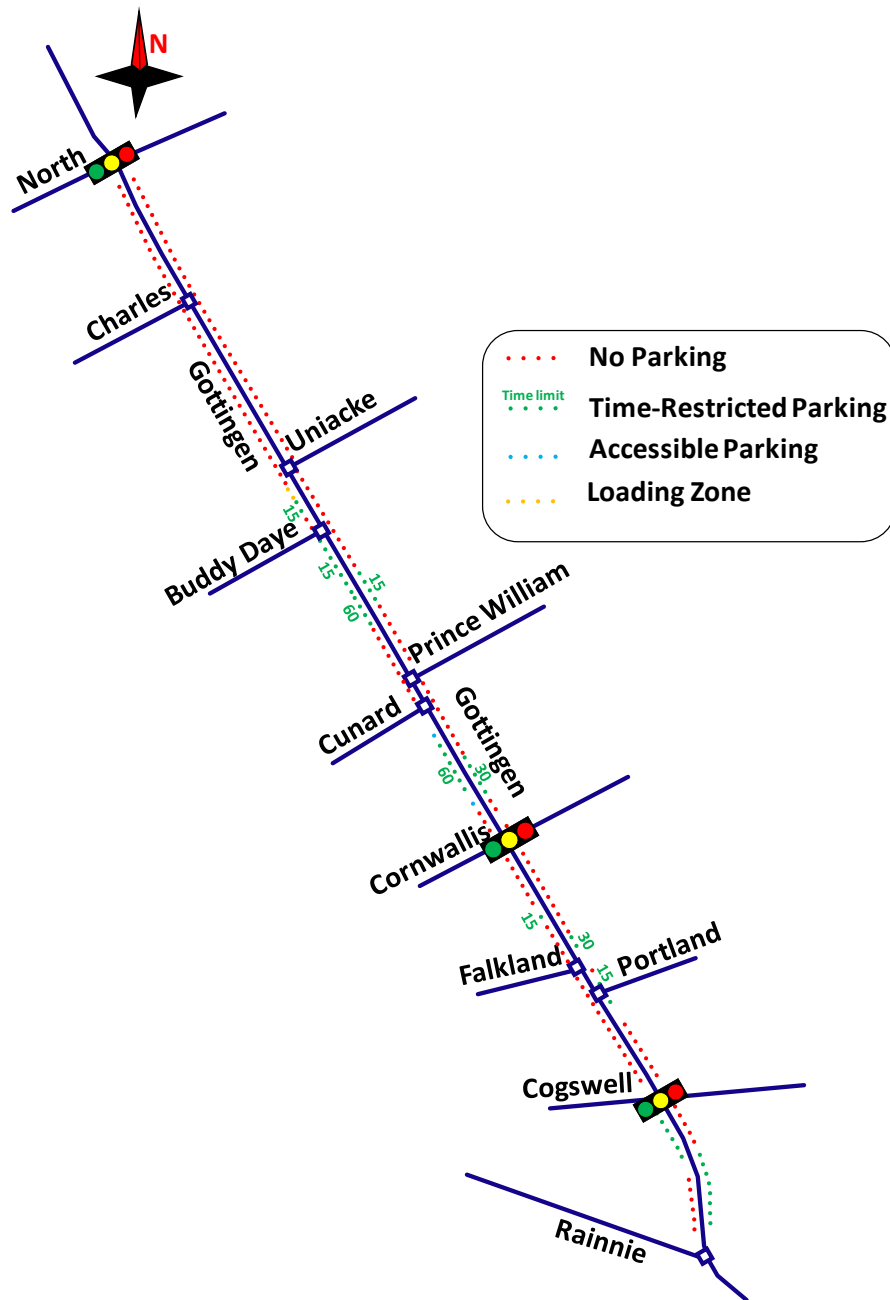 N
North
Charles
Gottingen
Uniacke
No Parking
Time limit
Time-Restricted Parking
Accessible Parking
Loading Zone
15
Buddy Daye
15
15
60
Prince William
Cunard
Gottingen
30
60
Cornwallis
15
30
Falkland
15
Portland
Cogswell
Rainnie